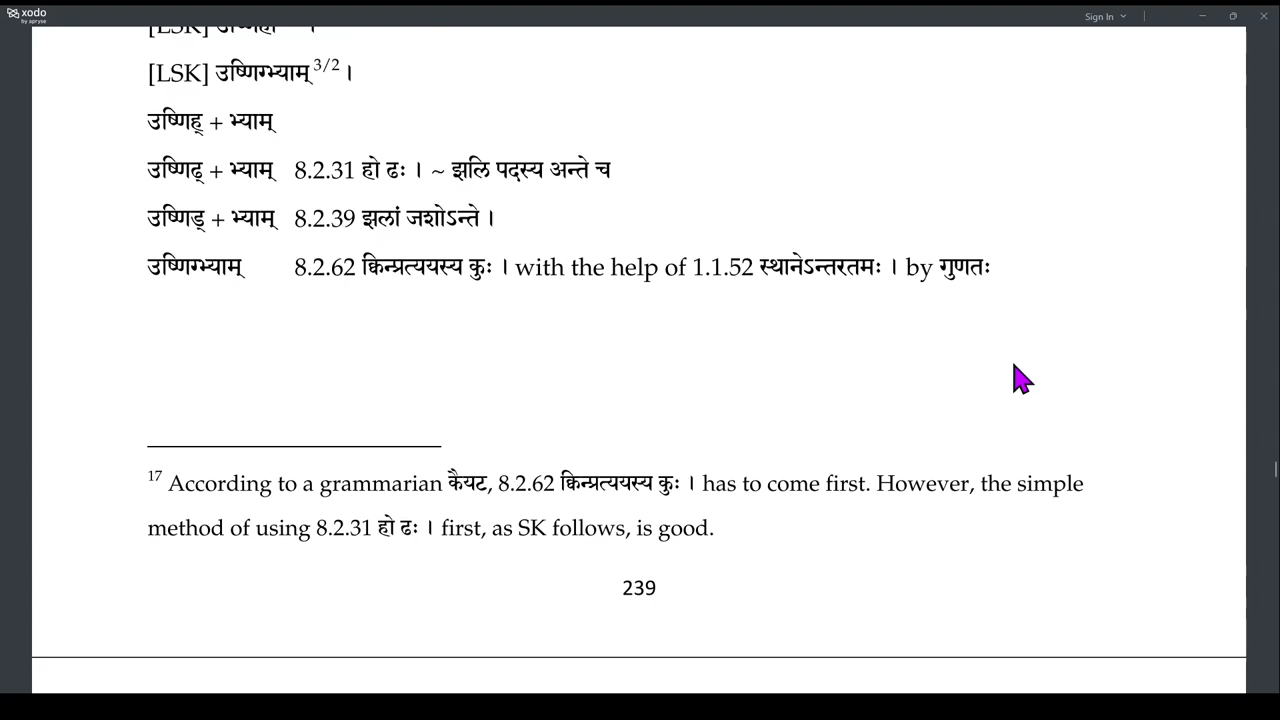 xodo
by apryse
Sign In
[LSK] उष्णिग्भ्याम् 3/2 ।
उष्णिह् + भ्याम्
उष्णिढ् + भ्याम् 8.2.31 हो ढः । ~ झलि पदस्य अन्ते च
उष्णिड् + भ्याम् 8.2.39 झलां जशोऽन्ते ।
उष्णिग्भ्याम् 8.2.62 क्विन्प्रत्ययस्य कुः । with the help of 1.1.52 स्थानेऽन्तरतमः । by गुणतः
17 According to a grammarian कैयट, 8.2.62 क्विन्प्रत्ययस्य कुः । has to come first. However, the simple
method of using 8.2.31 हो ढः । first, as SK follows, is good.
239